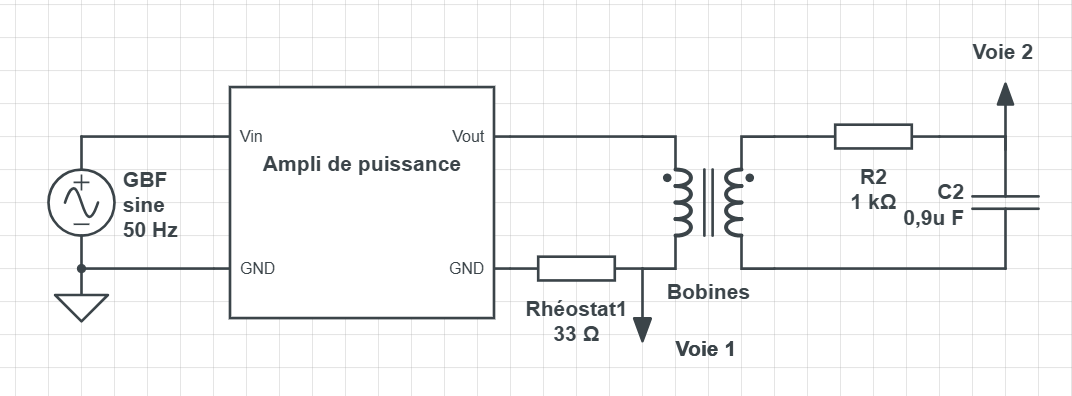 Voie 2
Vin
Vout
Ampli de puissance
GBF
sine
50 Hz
+
−
R2
1 kΩ
C2
0,9u F
GND
GND
Bobines
Rhéostat1
33 Ω
Voie 1